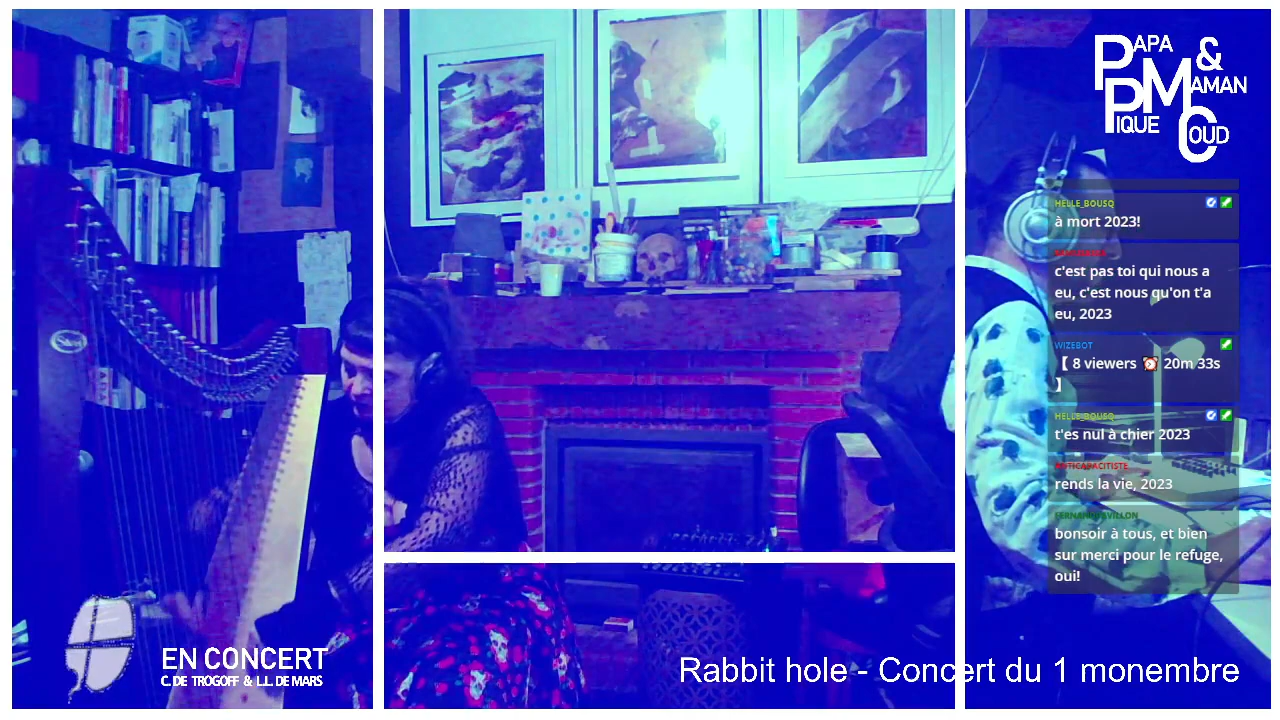 PAPA
PIQUE
&
MAMAN
COUD
HELLE_BOUSQ
à mort 2023!
c'est pas toi qui nous a
eu, c'est nous qu'on t'a
eu, 2023
WIZEBOT
【 8 viewers ⏰ 20m 33s
】
HELLE_BOUSQ
t'es nul à chier 2023
rends la vie, 2023
bonsoir à tous, et bien
sur merci pour le refuge,
oui!
EN CONCERT
C. DE TROGOFF & L.L. DE MARS
Rabbit hole - Concert du 1 monembre